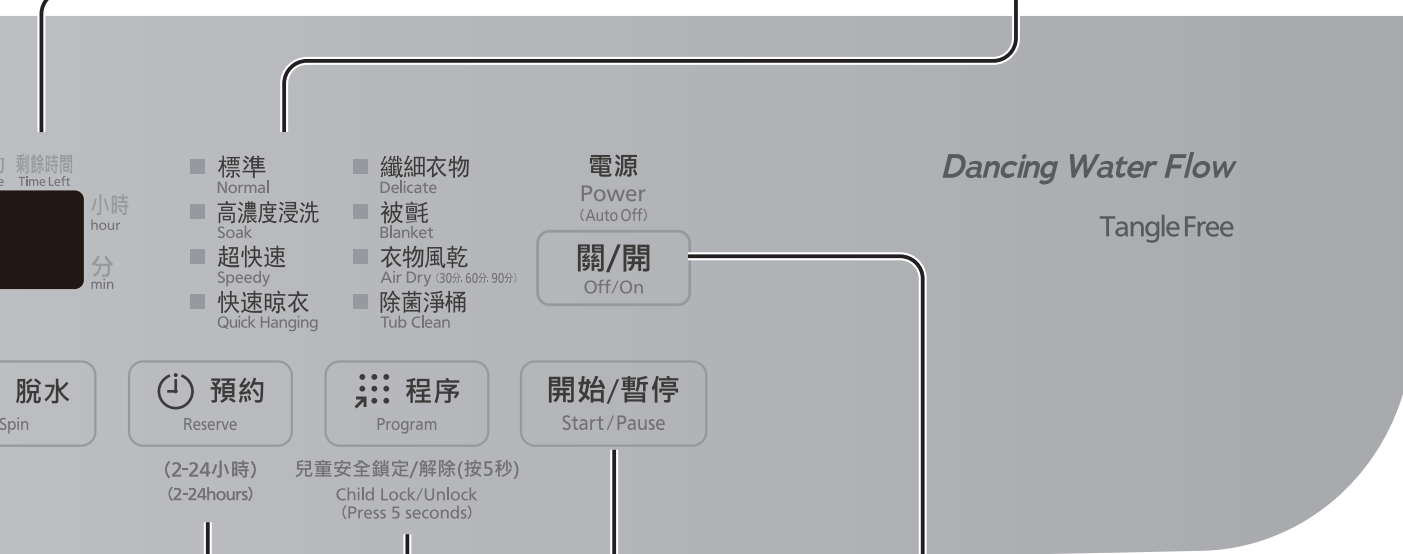 剩餘時間
Time Left
小時
hour
分
min
標準
Normal
高濃度浸洗
Soak
超快速
Speedy
快速晾衣
Quick Hanging
纖細衣物
Delicate
被氈
Blanket
衣物風乾
Air Dry (30分. 60分. 90分)
除菌淨桶
Tub Clean
電源
Power
(Auto Off)
關/開
Off/On
Dancing Water Flow
Tangle Free
脫水
Spin
預約
Reserve
(2-24小時)
(2-24hours)
程序
Program
兒童安全鎖定/解除(按5秒)
Child Lock/Unlock
(Press 5 seconds)
開始/暫停
Start/Pause